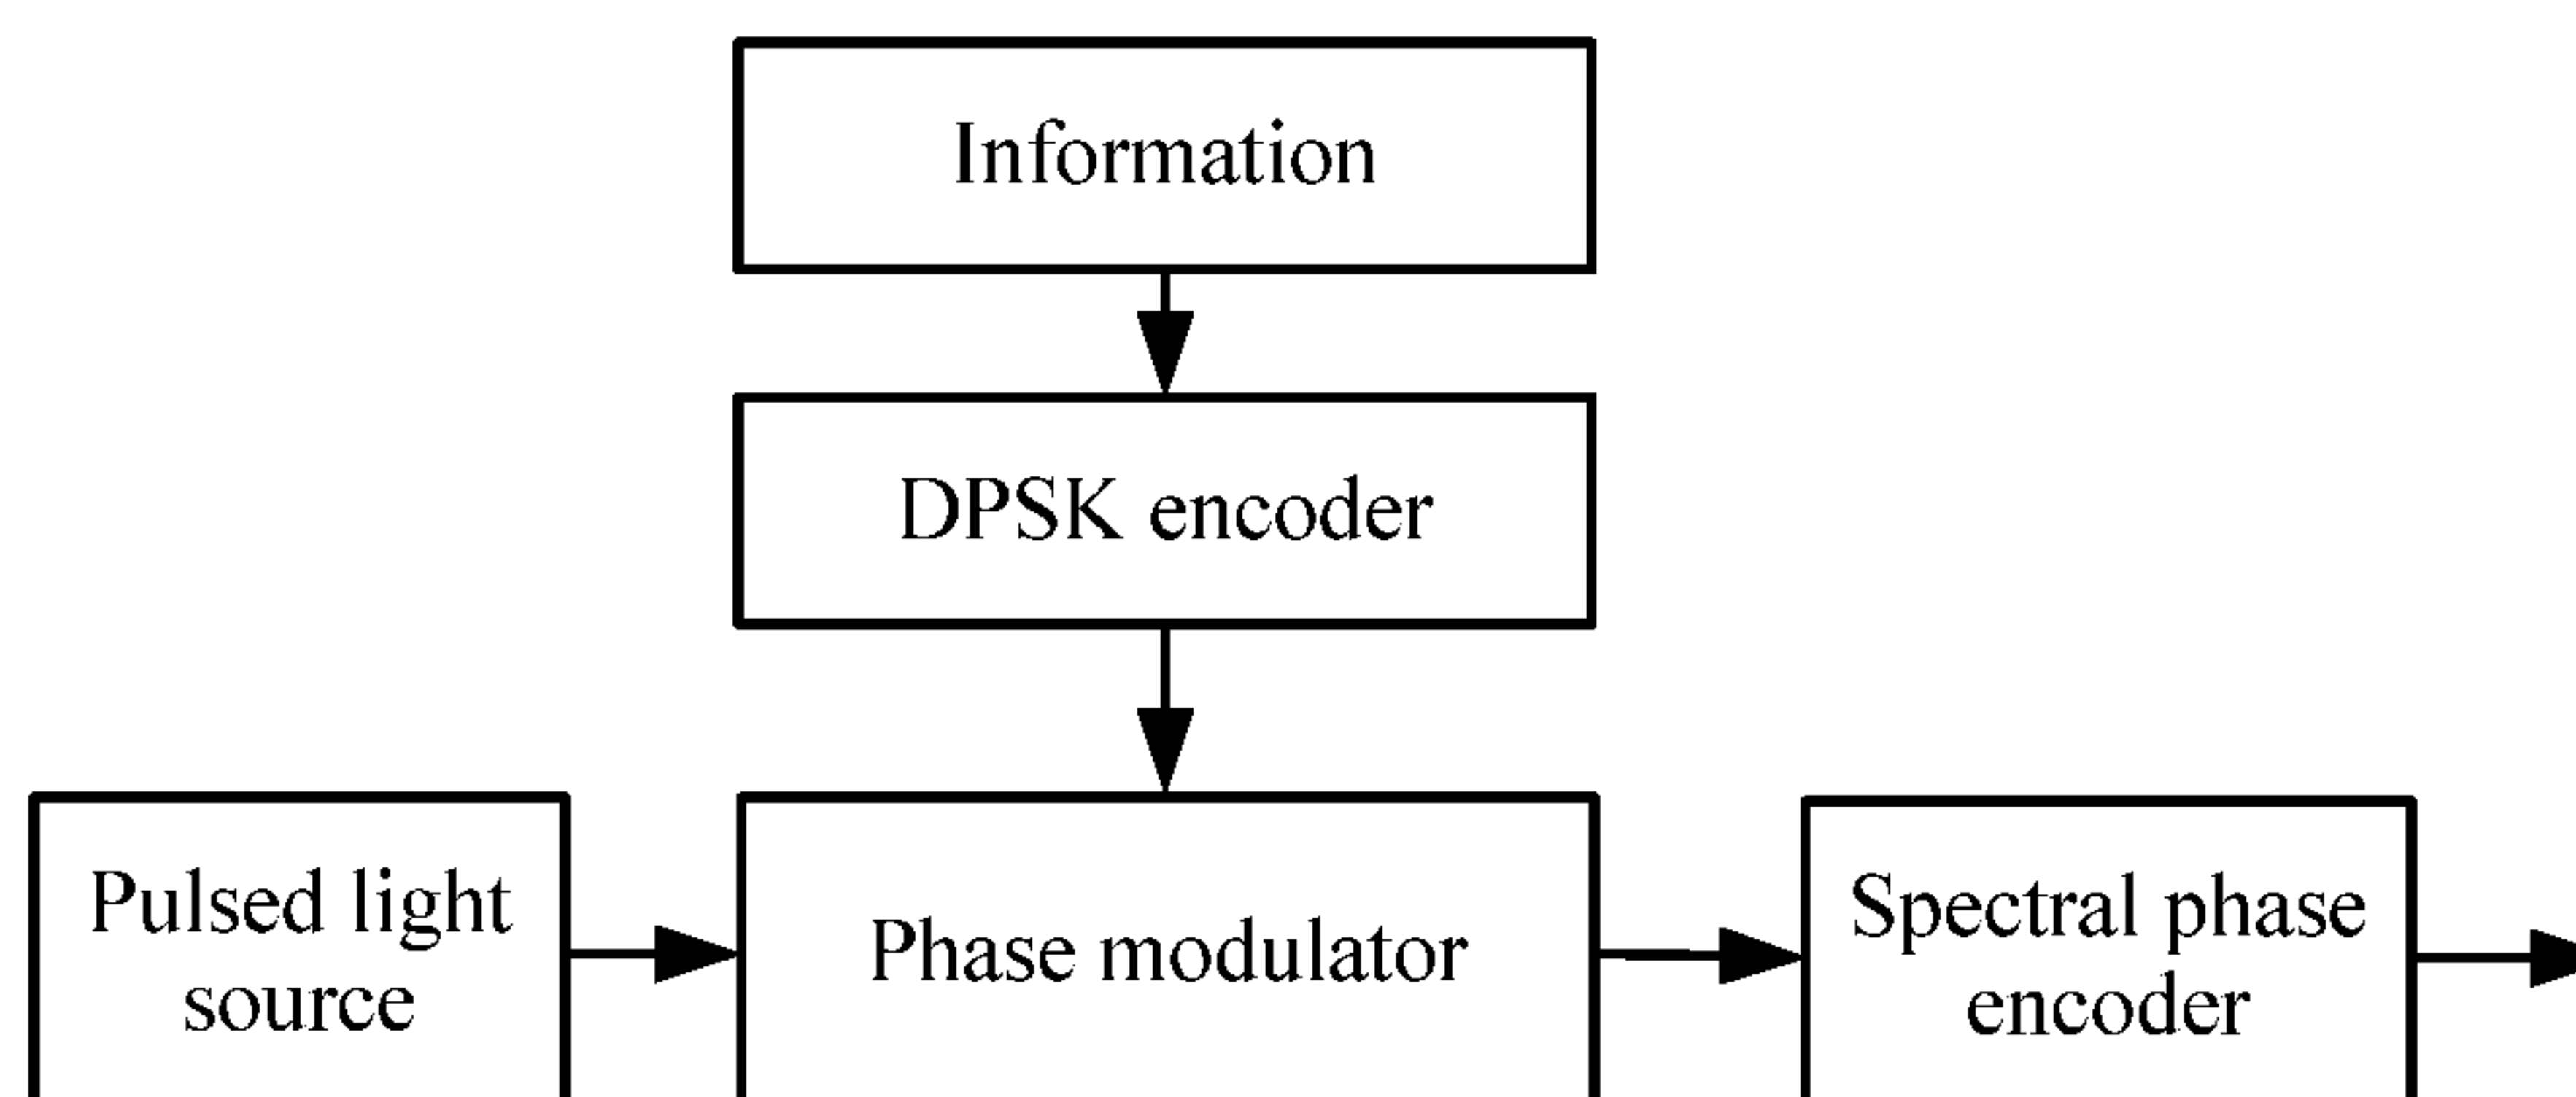 Information
DPSK encoder
Pulsed light
source
Phase modulator
Spectral phase
encoder